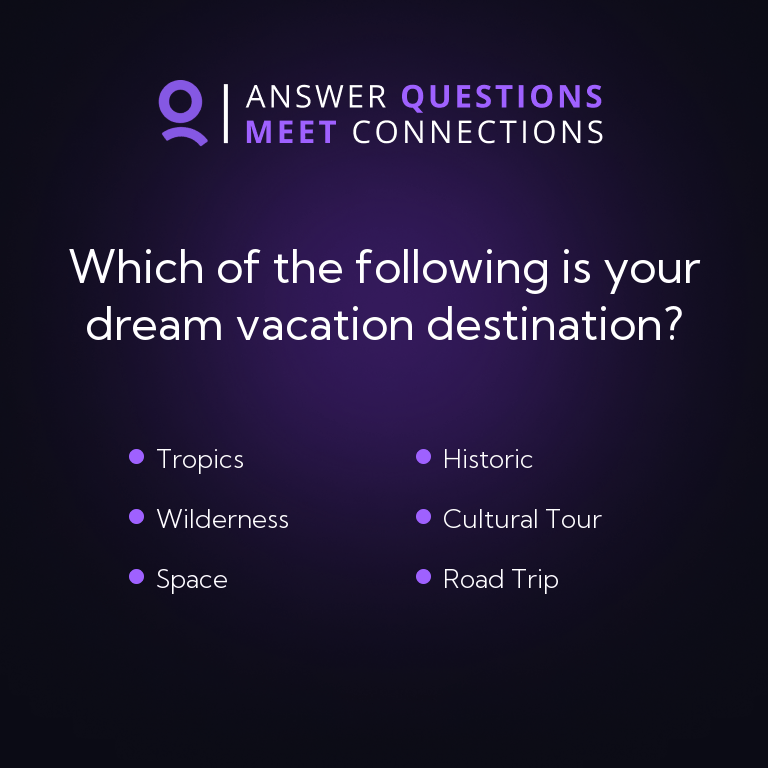 ANSWER QUESTIONS
MEET CONNECTIONS
Which of the following is your
dream vacation destination?
Tropics
Wilderness
Space
Historic
Cultural Tour
Road Trip